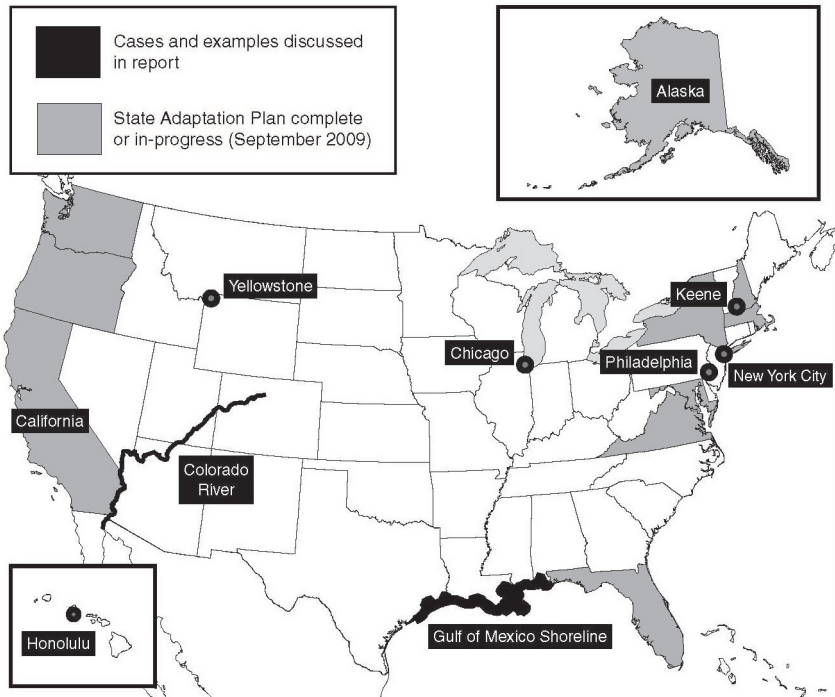 Cases and examples discussed
in report
State Adaptation Plan complete
or in-progress (September 2009)
Alaska
Yellowstone
Keene
Chicago
Philadelphia
New York City
California
Colorado
River
Honolulu
Gulf of Mexico Shoreline